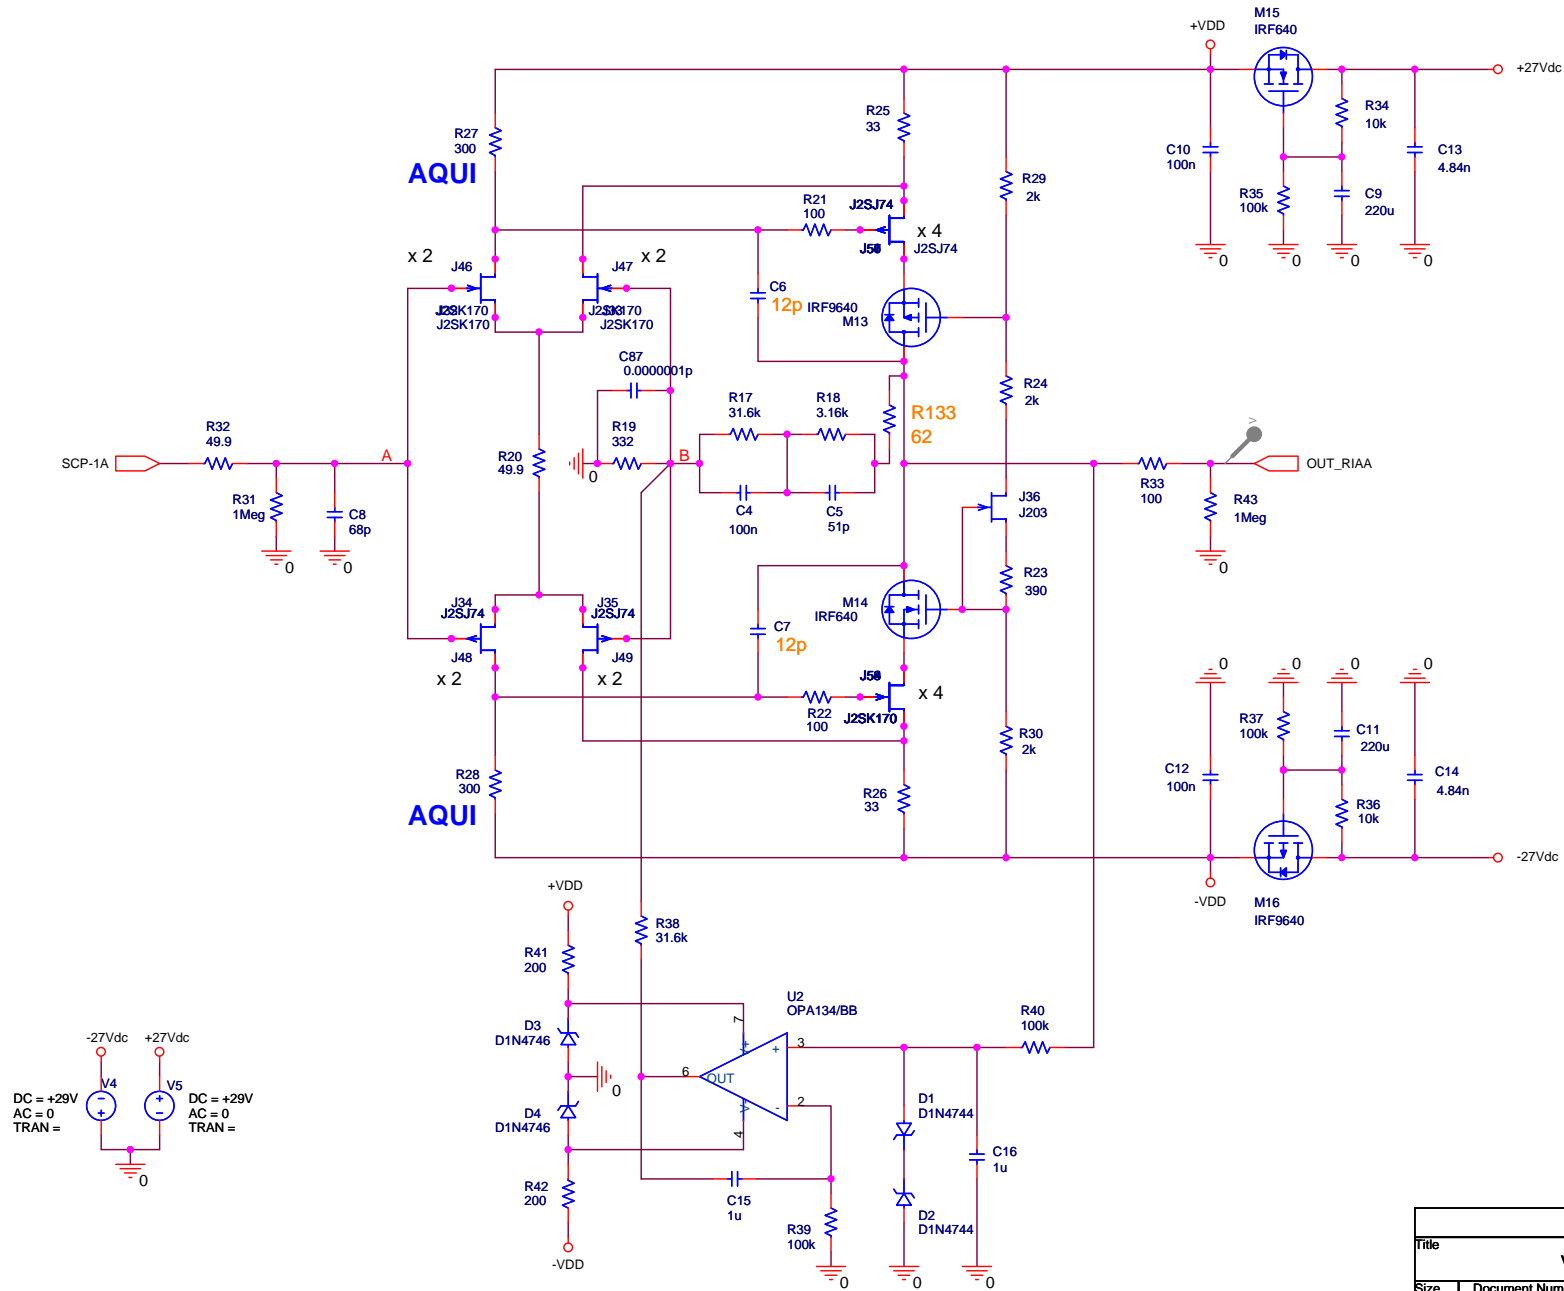 M15
IRF640
+VDD
+27Vdc
R25
33
R27
300
AQUI
R34
10k
C10
100n
C13
4.84n
R29
2k
R35
100k
C9
220u
R21
100
J2SJ74
x 4
J2SJ74
0
0
0
0
x 2
J46
J47
x 2
J2SK170
J2SK170
C6
12p
IRF9640
M13
C87
0.0000001p
R17
31.6k
R18
3.16k
R24
2k
R133
62
R32
49.9
R19
332
SCP-1A
A
B
R20
49.9
0
OUT_RIAA
R33
100
R31
1Meg
C8
68p
C4
100n
C5
51p
J36
J203
R43
1Meg
0
0
0
R23
390
J34
J2SJ74
J35
J2SJ74
M14
IRF640
C7
12p
J48
J49
x 2
x 2
x 4
R22
100
J2SK170
0
0
0
0
R37
100k
C11
220u
R30
2k
R28
300
C12
100n
C14
4.84n
R26
33
R36
10k
AQUI
-27Vdc
+VDD
-VDD
M16
IRF9640
R38
31.6k
R41
200
U2
OPA134/BB
R40
100k
7
V+
3
+
D3
D1N4746
-27Vdc
+27Vdc
6
OUT
0
2
-
V-
4
V4
V5
DC = +29V
AC = 0
TRAN =
DC = +29V
AC = 0
TRAN =
D4
D1N4746
D1
D1N4744
C16
1u
0
R42
200
C15
1u
D2
D1N4744
R39
100k
-VDD
0
0
0
Title
Size
Document Num